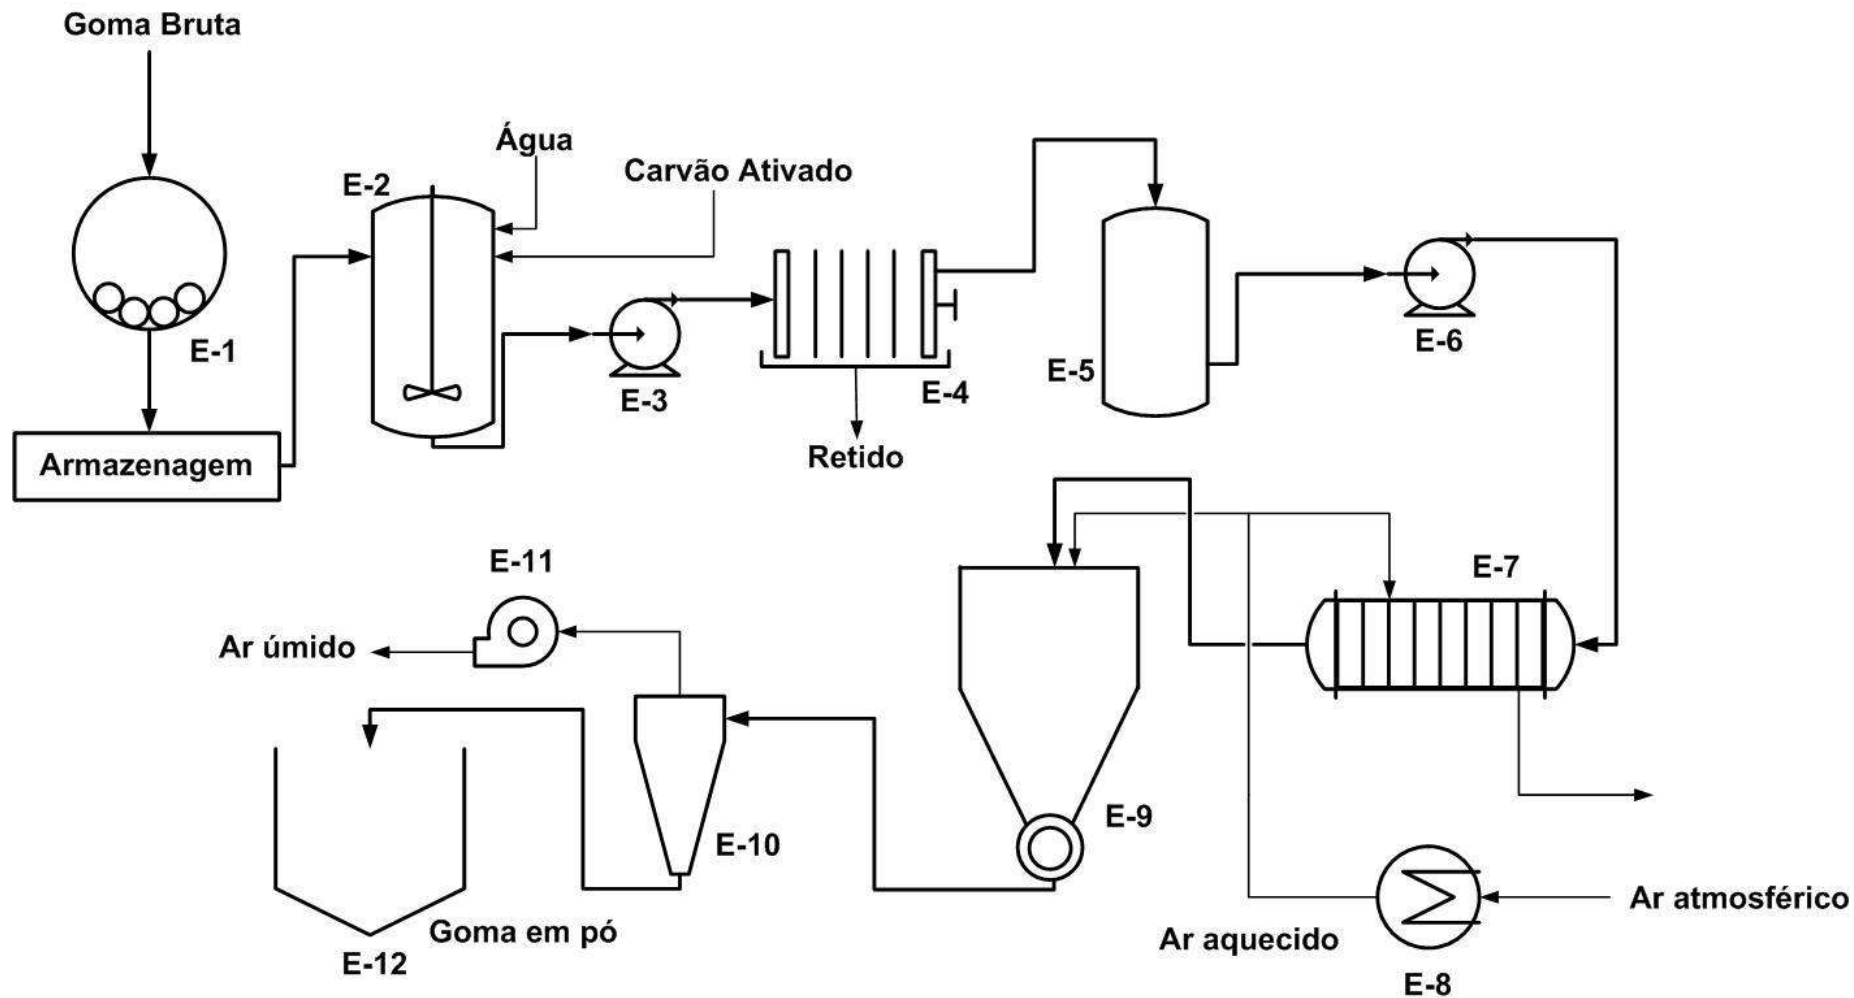 Goma Bruta
Água
E-2
Carvão Ativado
E-1
E-3
E-4
E-5
E-6
Armazenagem
Retido
E-11
E-7
Ar úmido
E-9
E-10
Ar atmosférico
Goma em pó
Ar aquecido
E-12
E-8